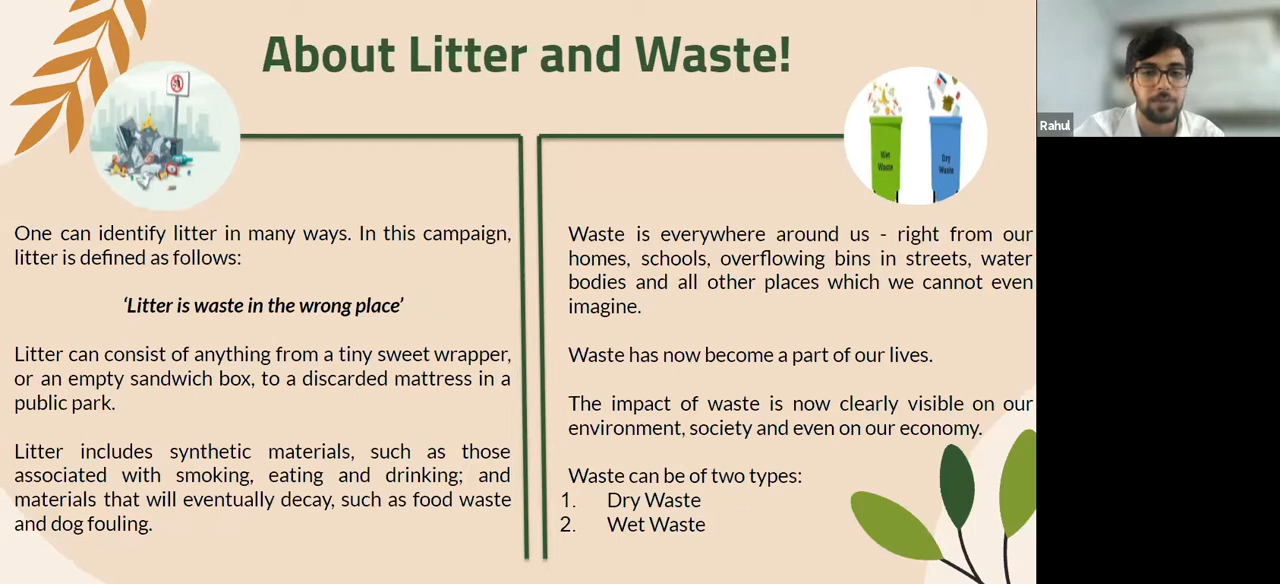 About Litter and Waste!
One can identify litter in many ways. In this campaign,
litter is defined as follows:
‘Litter is waste in the wrong place’
Litter can consist of anything from a tiny sweet wrapper,
or an empty sandwich box, to a discarded mattress in a
public park.
Litter includes synthetic materials, such as those
associated with smoking, eating and drinking; and
materials that will eventually decay, such as food waste
and dog fouling.
Wet
Waste
Dry
Waste
Waste is everywhere around us - right from our
homes, schools, overflowing bins in streets, water
bodies and all other places which we cannot even
imagine.
Waste has now become a part of our lives.
The impact of waste is now clearly visible on our
environment, society and even on our economy.
Waste can be of two types:
1. Dry Waste
2. Wet Waste
Rahul